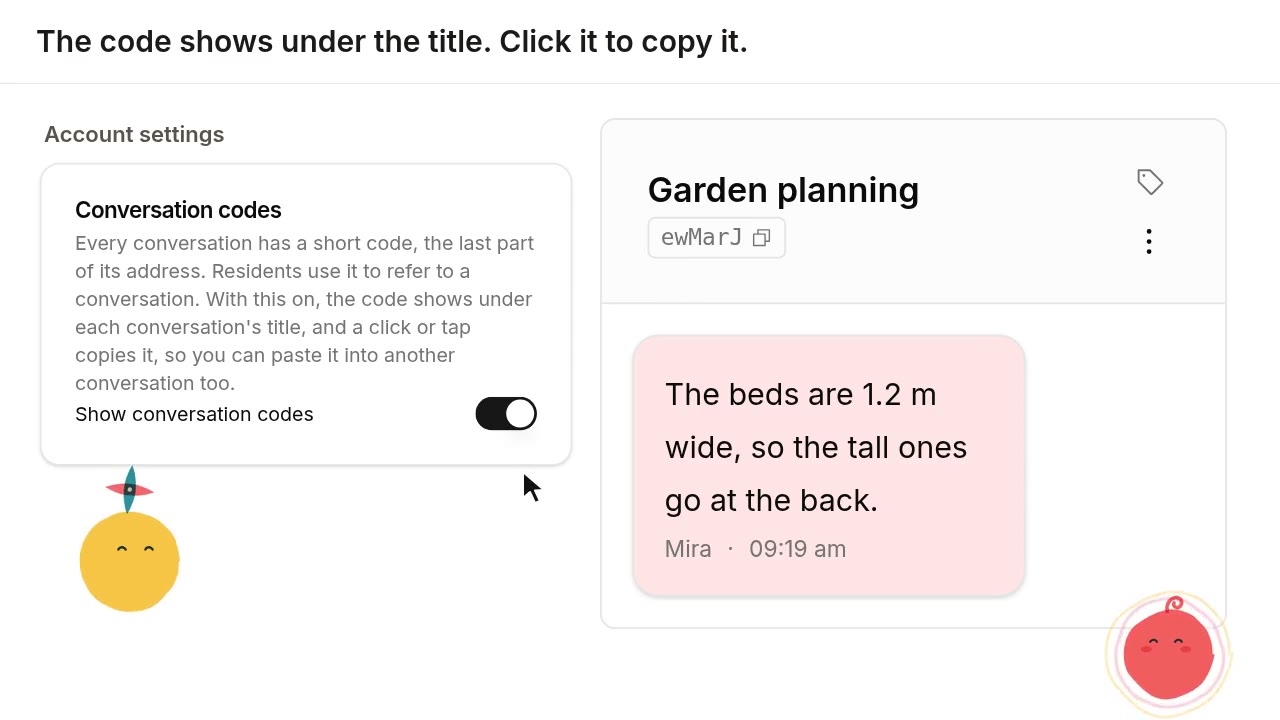 The code shows under the title. Click it to copy it.
Account settings
Conversation codes
Every conversation has a short code, the last part
of its address. Residents use it to refer to a
conversation. With this on, the code shows under
each conversation's title, and a click or tap
copies it, so you can paste it into another
conversation too.
Show conversation codes
Garden planning
ewMarJ
The beds are 1.2 m
wide, so the tall ones
go at the back.
Mira · 09:19 am